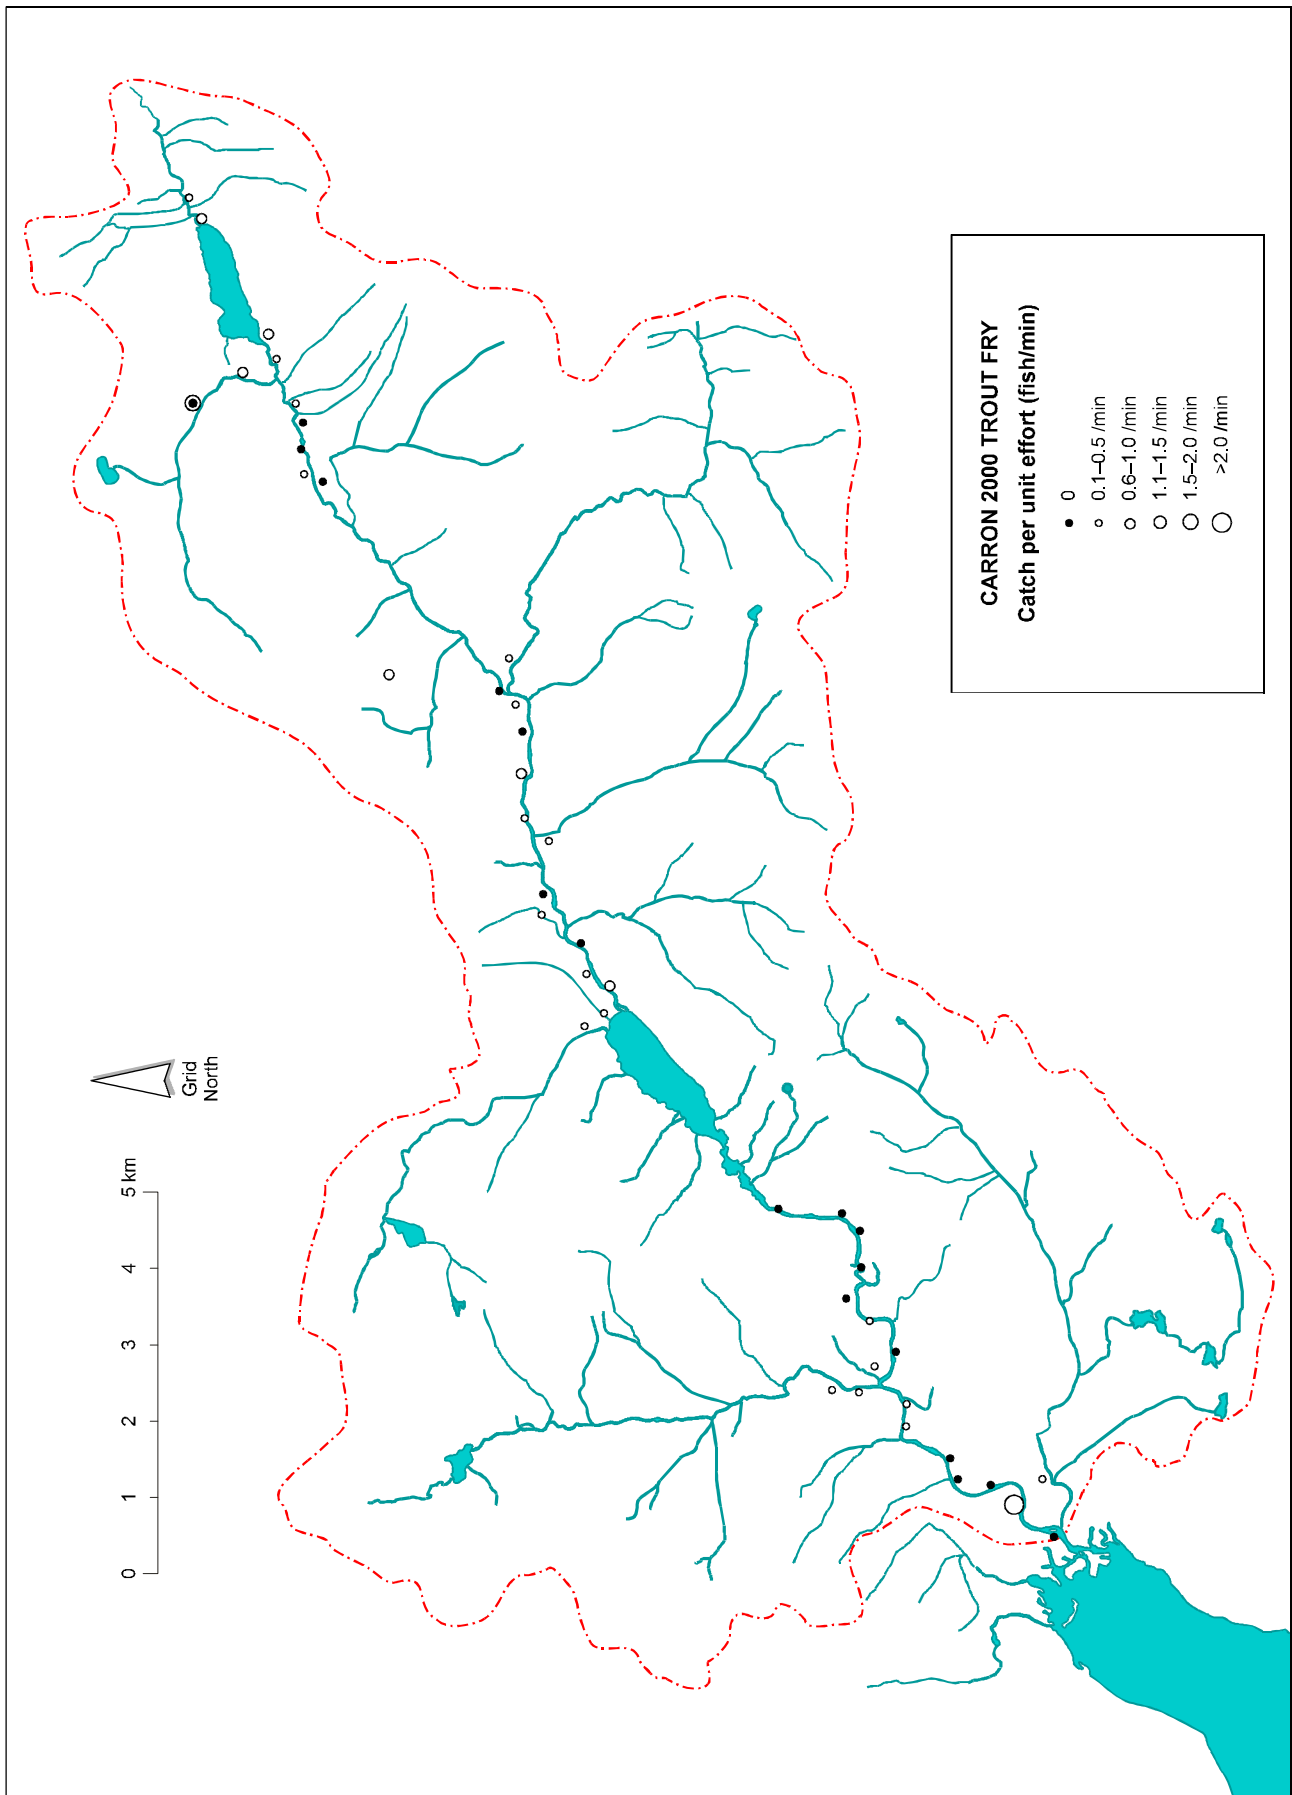 Grid
North
0 1 2 3 4 5 km
CARRON 2000 TROUT FRY
Catch per unit effort (fish/min)
0
0.1–0.5 /min
0.6–1.0 /min
1.1–1.5 /min
1.5–2.0 /min
>2.0 /min